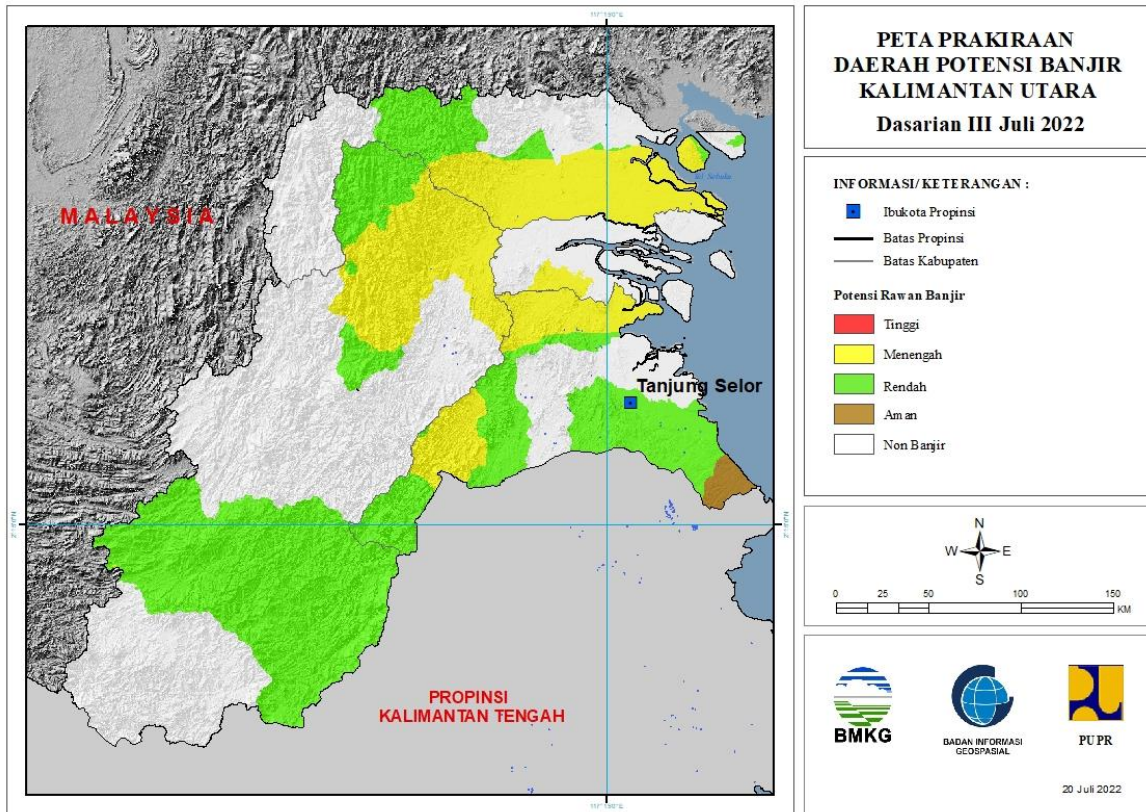 PETA PRAKIRAAN
DAERAH POTENSI BANJIR
KALIMANTAN UTARA
Dasarian III Juli 2022
INFORMASI/KETERANGAN :
Ibukota Propinsi
Batas Propinsi
Batas Kabupaten
Potensi Rawan Banjir
Tinggi
Menengah
Rendah
Aman
Non Banjir
N
W E
S
0 25 50 100 150
KM
BMKG
BADAN INFORMASI
GEOSPASIAL
PUPR
20 Juli 2022
MALAYSIA
Tanjung Selor
PROPINSI
KALIMANTAN TENGAH